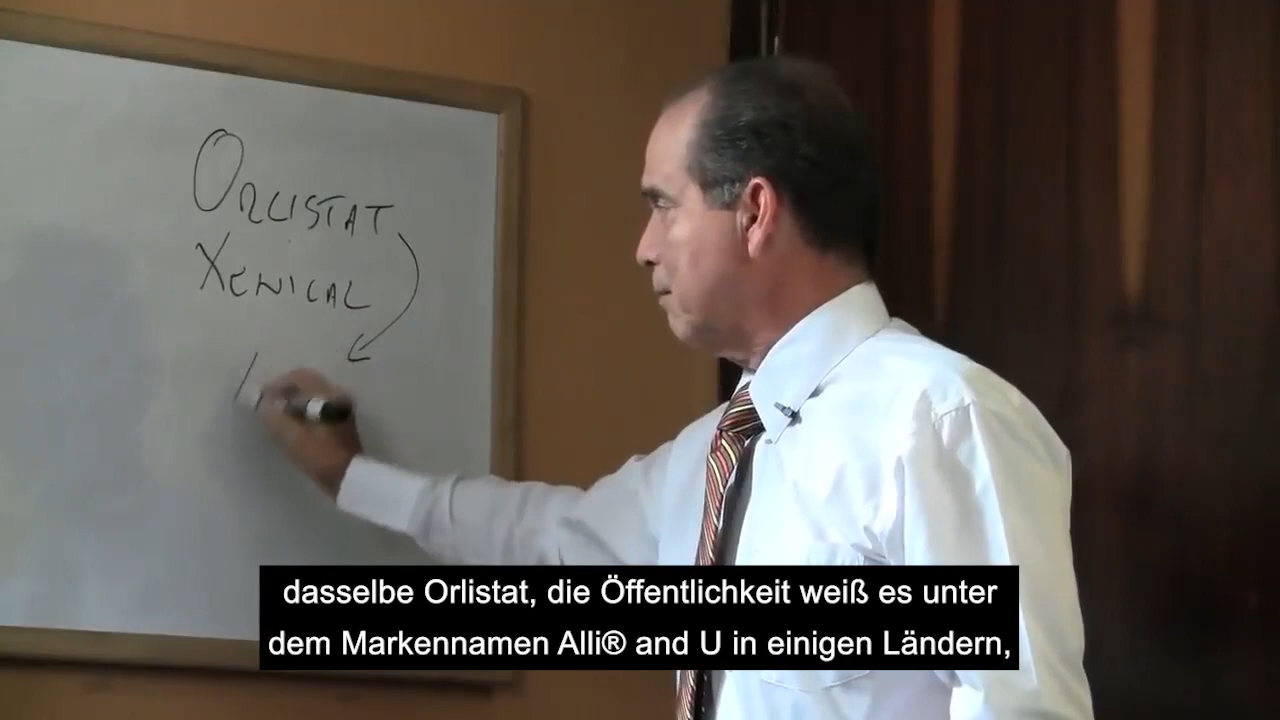 ORLISTAT
XENICAL
dasselbe Orlistat, die Öffentlichkeit weiß es unter
dem Markennamen Alli® and U in einigen Ländern,